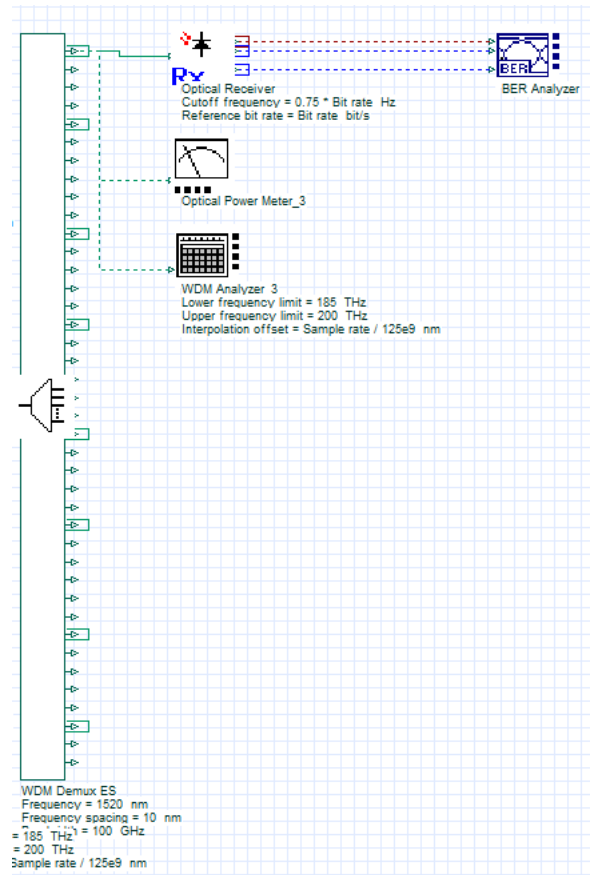 Rx
Optical Receiver
Cutoff frequency = 0.75 * Bit rate Hz
Reference bit rate = Bit rate bit/s
BER
BER Analyzer
Optical Power Meter_3
WDM Analyzer_3
Lower frequency limit = 185 THz
Upper frequency limit = 200 THz
Interpolation offset = Sample rate / 125e9 nm
WDM Demux ES
Frequency = 1520 nm
Frequency spacing = 10 nm
= 100 GHz
= 185 THz
= 200 THz
Sample rate / 125e9 nm